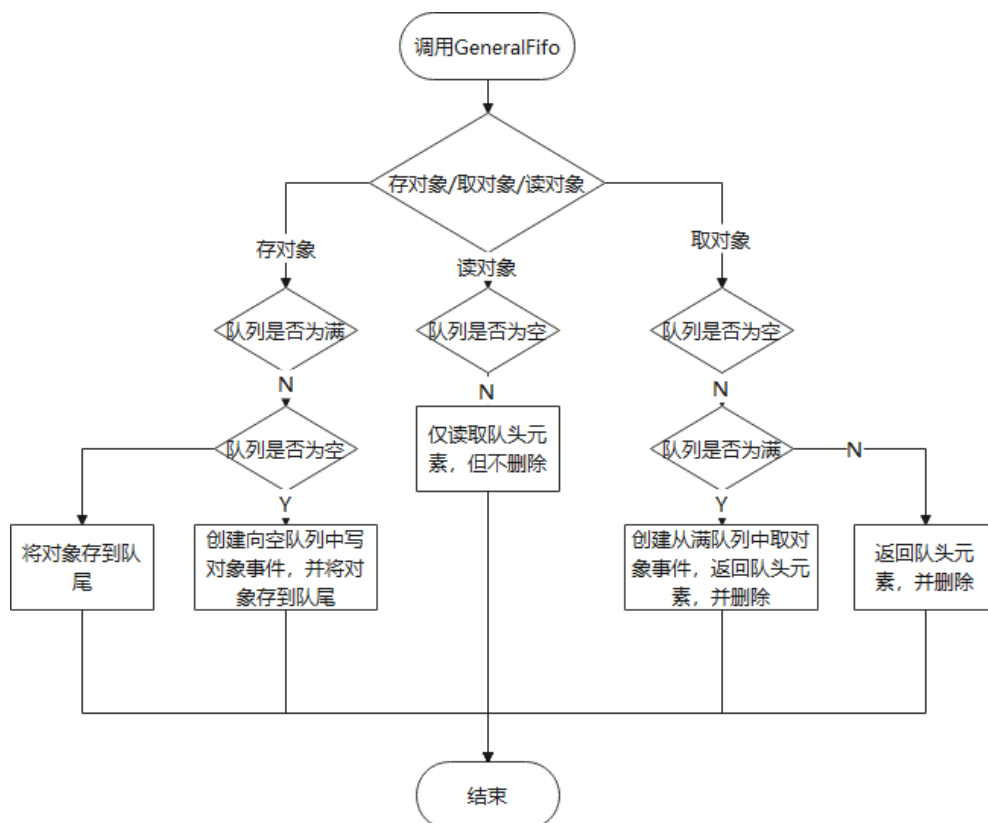 调用GeneralFifo
存对象/取对象/读对象
存对象
读对象
取对象
队列是否为满
队列是否为空
队列是否为空
N
N
N
队列是否为空
仅读取队头元
素，但不删除
队列是否为满
N
Y
Y
将对象存到队
尾
创建向空队列中写
对象事件，并将对
象存到队尾
创建从满队列中取对
象事件，返回队头元
素，并删除
返回队头元
素，并删除
结束